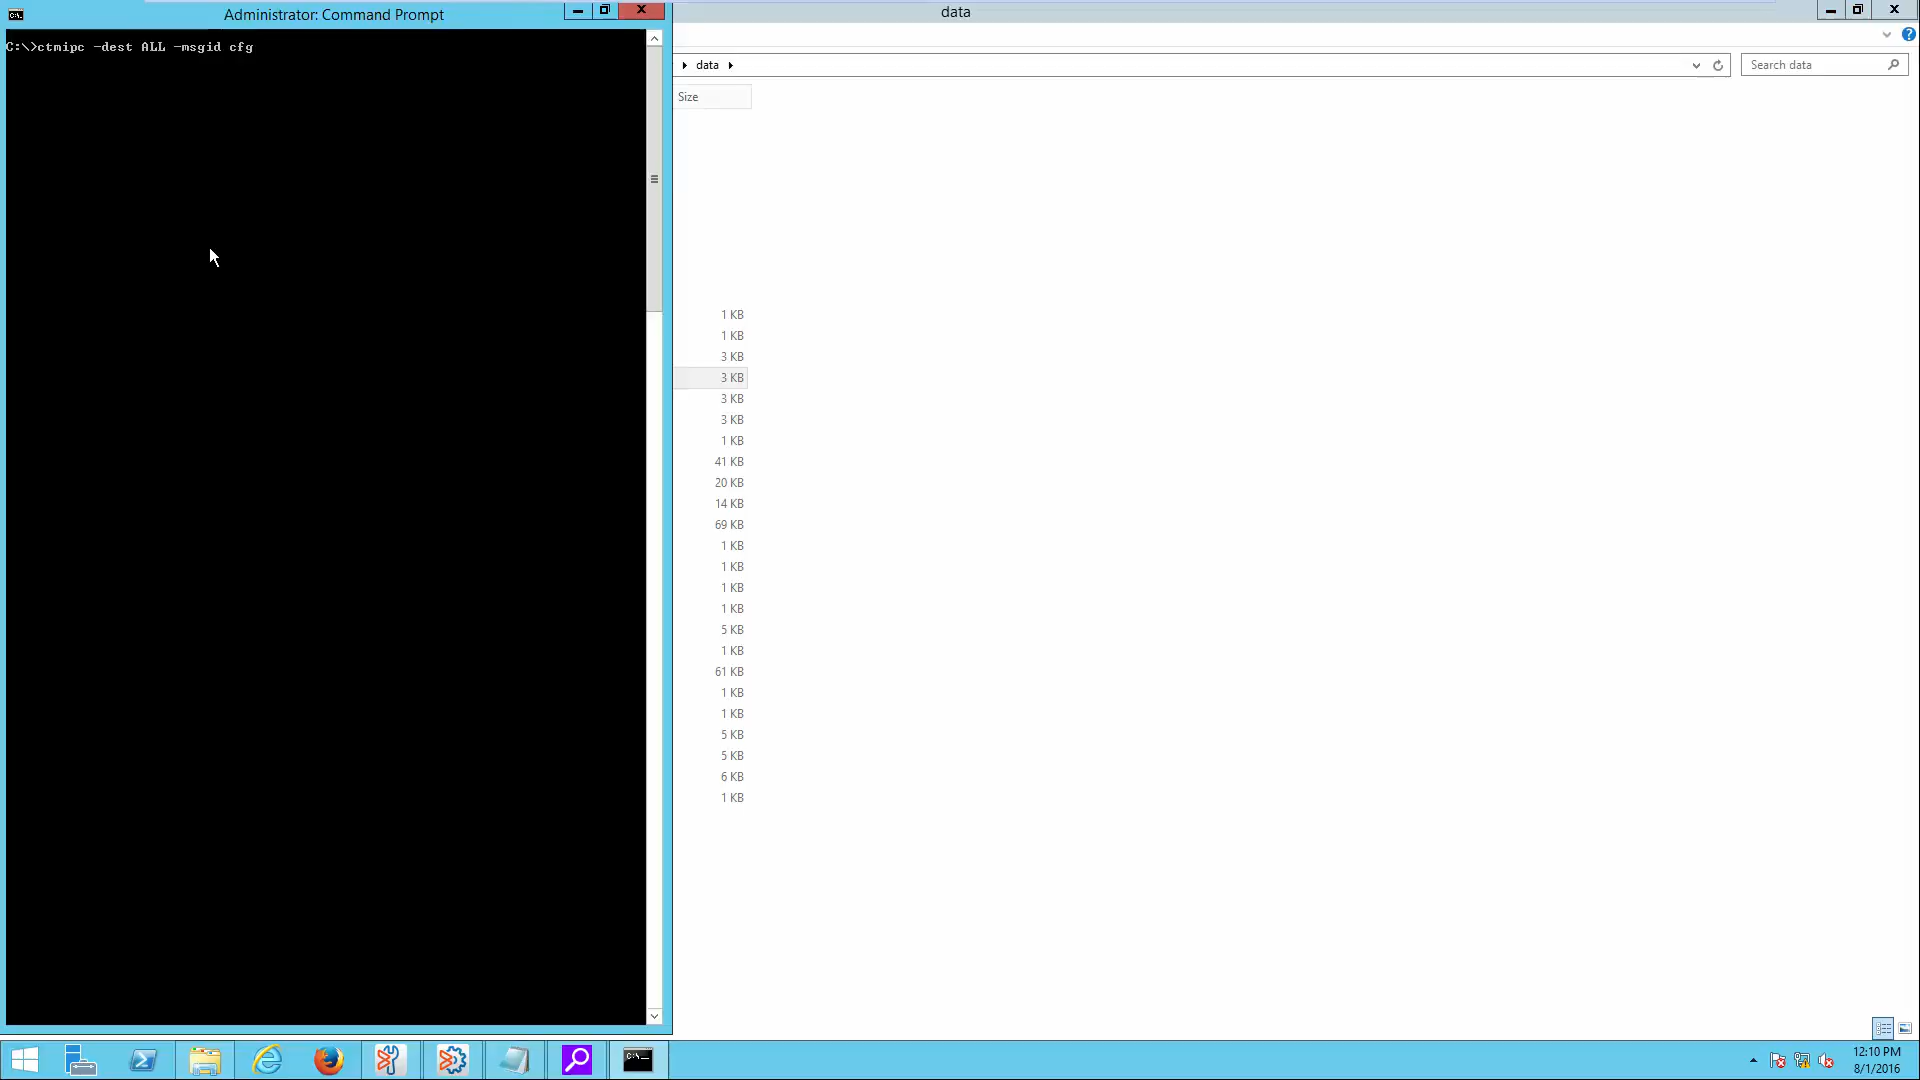 Administrator: Command Prompt
data
C:\>ctmipc -dest ALL -msgid cfg
data
Search data
Size
1 KB
1 KB
3 KB
3 KB
3 KB
3 KB
1 KB
41 KB
20 KB
14 KB
69 KB
1 KB
1 KB
1 KB
1 KB
5 KB
1 KB
61 KB
1 KB
1 KB
5 KB
5 KB
6 KB
1 KB
12:10 PM
8/1/2016